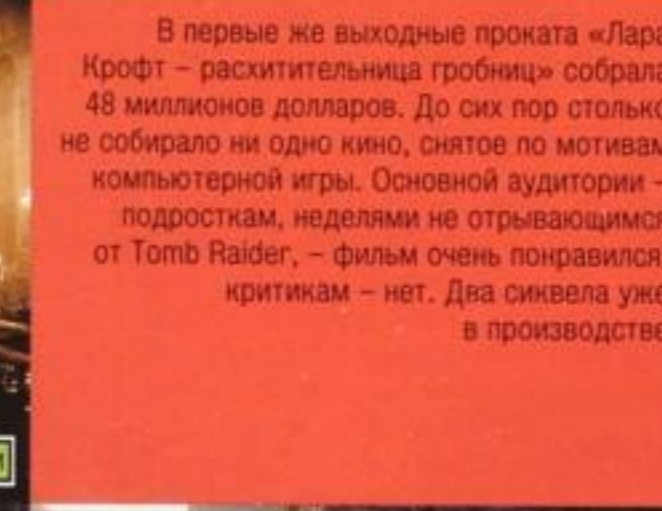 В первые же выходные проката «Лара
Крофт – расхитительница гробниц» собрала
48 миллионов долларов. До сих пор столько
не собирало ни одно кино, снятое по мотивам
компьютерной игры. Основной аудитории –
подросткам, неделями не отрывающимся
от Tomb Raider, – фильм очень понравился,
критикам – нет. Два сиквела уже
в производстве